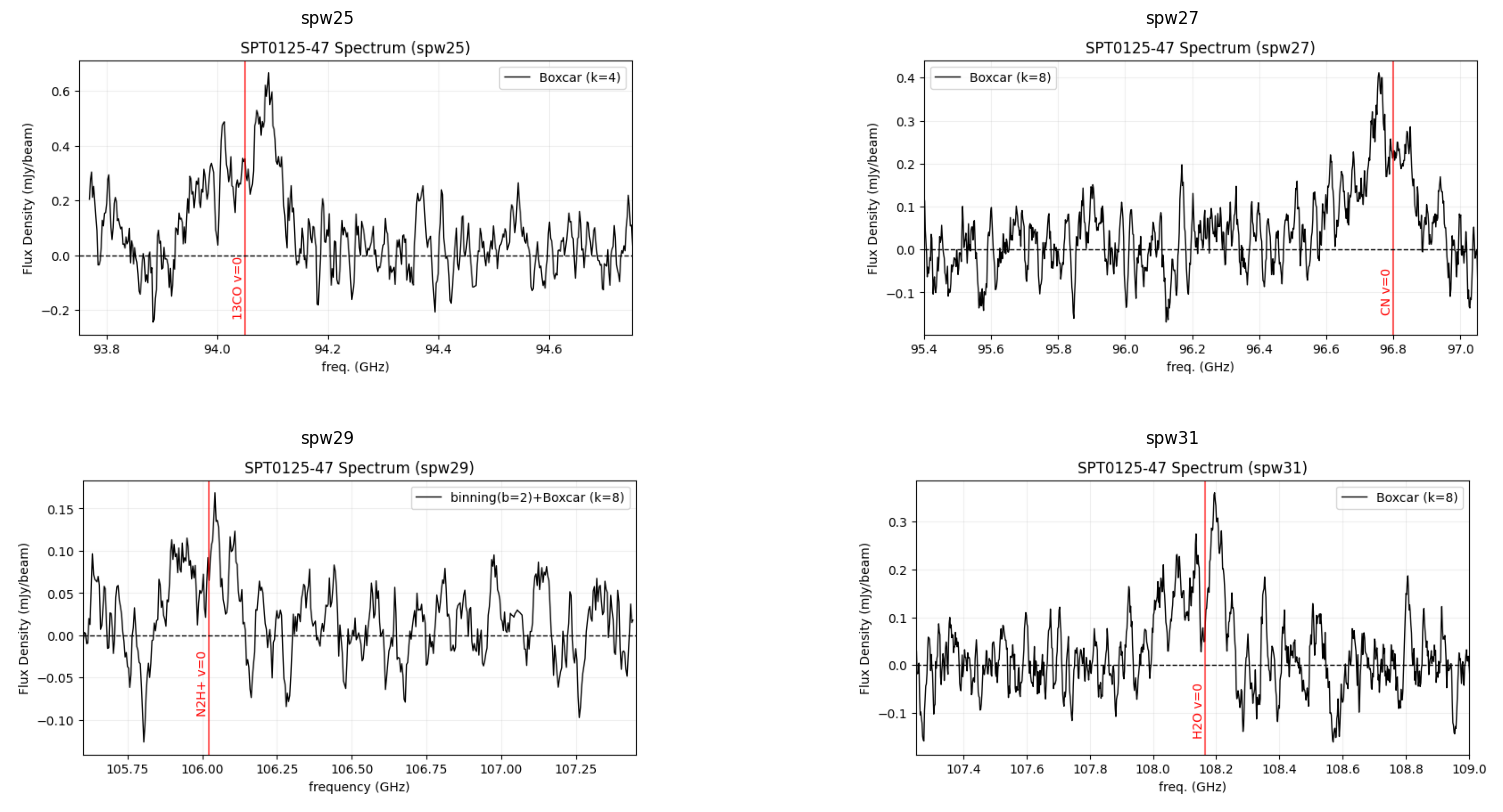 spw25
SPT0125-47 Spectrum (spw25)
Boxcar (k=4)
Flux Density (mJy/beam)
0.6
0.4
0.2
0.0
−0.2
13CO v=0
93.8 94.0 94.2 94.4 94.6
freq. (GHz)
spw27
SPT0125-47 Spectrum (spw27)
Boxcar (k=8)
Flux Density (mJy/beam)
0.4
0.3
0.2
0.1
0.0
−0.1
CN v=0
95.4 95.6 95.8 96.0 96.2 96.4 96.6 96.8 97.0
freq. (GHz)
spw29
SPT0125-47 Spectrum (spw29)
binning(b=2)+Boxcar (k=8)
Flux Density (mJy/beam)
0.15
0.10
0.05
0.00
−0.05
−0.10
N2H+ v=0
105.75 106.00 106.25 106.50 106.75 107.00 107.25
frequency (GHz)
spw31
SPT0125-47 Spectrum (spw31)
Boxcar (k=8)
Flux Density (mJy/beam)
0.3
0.2
0.1
0.0
−0.1
H2O v=0
107.4 107.6 107.8 108.0 108.2 108.4 108.6 108.8 109.0
freq. (GHz)